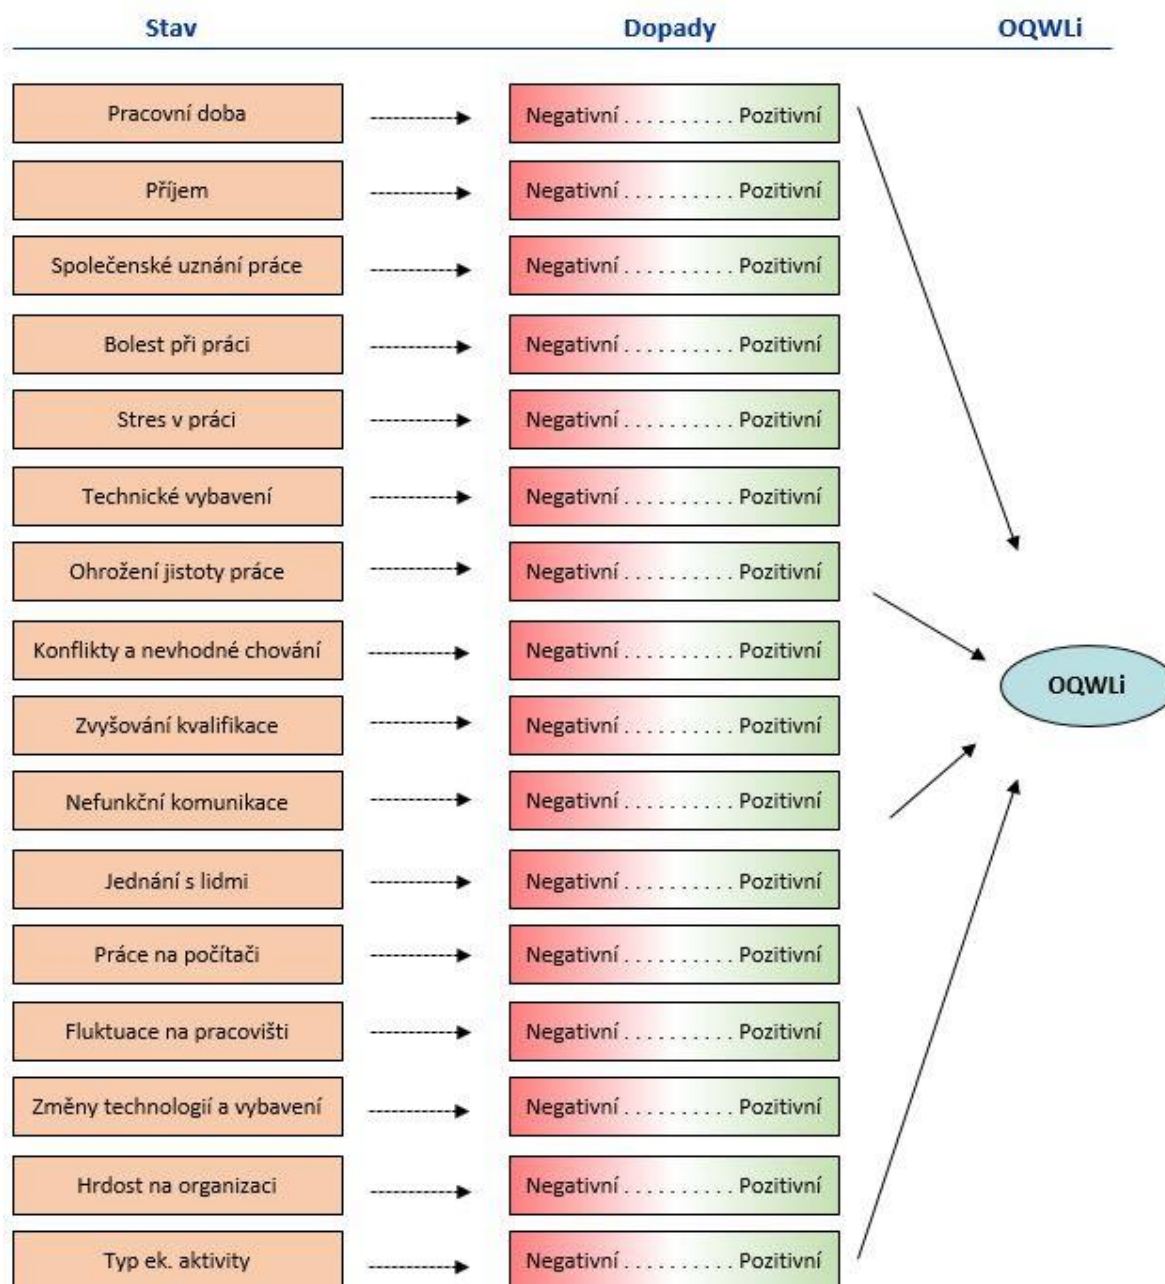 Stav Dopady OQWLi
Pracovní doba Negativní . . . . . . . . . . Pozitivní
Příjem Negativní . . . . . . . . . . Pozitivní
Společenské uznání práce Negativní . . . . . . . . . . Pozitivní
Bolest při práci Negativní . . . . . . . . . . Pozitivní
Stres v práci Negativní . . . . . . . . . . Pozitivní
Technické vybavení Negativní . . . . . . . . . . Pozitivní
Ohrožení jistoty práce Negativní . . . . . . . . . . Pozitivní
Konflikty a nevhodné chování Negativní . . . . . . . . . . Pozitivní
OQWLi
Zvyšování kvalifikace Negativní . . . . . . . . . . Pozitivní
Nefunkční komunikace Negativní . . . . . . . . . . Pozitivní
Jednání s lidmi Negativní . . . . . . . . . . Pozitivní
Práce na počítači Negativní . . . . . . . . . . Pozitivní
Fluktuace na pracovišti Negativní . . . . . . . . . . Pozitivní
Změny technologií a vybavení Negativní . . . . . . . . . . Pozitivní
Hrdost na organizaci Negativní . . . . . . . . . . Pozitivní
Typ ek. aktivity Negativní . . . . . . . . . . Pozitivní